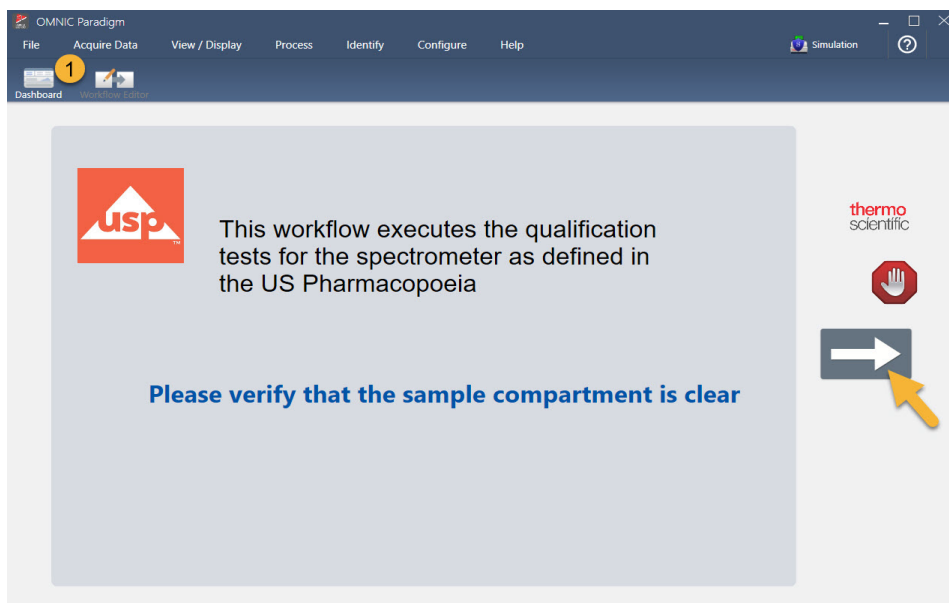 OMNIC Paradigm
File Acquire Data View / Display Process Identify Configure Help Simulation ?
1
Dashboard Workflow Editor
usp
TM
This workflow executes the qualification
tests for the spectrometer as defined in
the US Pharmacopoeia
thermo
scientific
Please verify that the sample compartment is clear